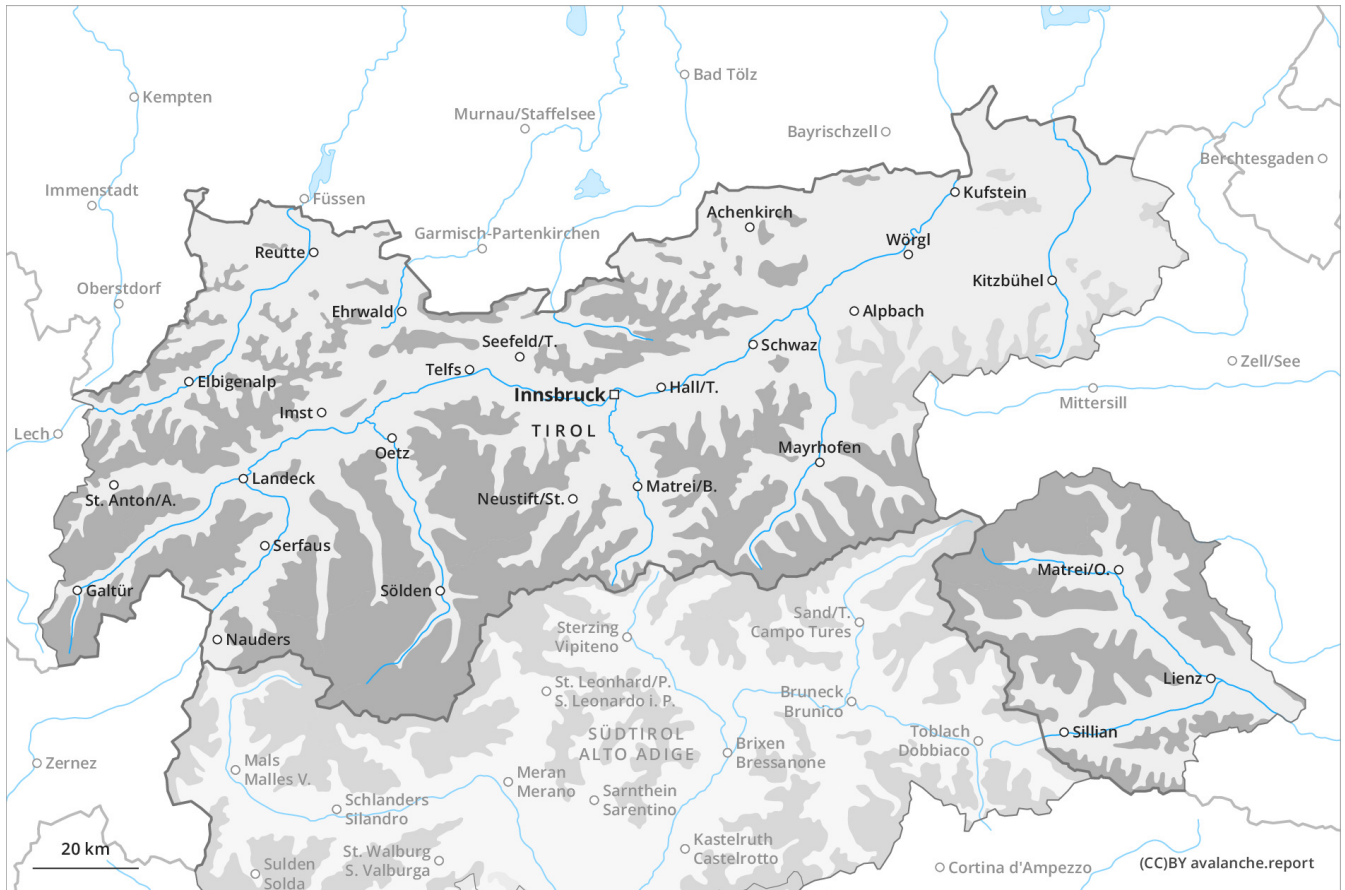 Bad Tölz
Kempten
Murnau/Staffelsee
Bayrischzell
Berchtesgaden
Immenstadt
Füssen
Kufstein
Achenkirch
Garmisch-Partenkirchen
Wörgl
Reutte
Kitzbühel
Oberstdorf
Ehrwald
Alpbach
Seefeld/T.
Schwaz
Zell/See
Telfs
Elbigenalp
Hall/T.
Innsbruck
Mittersill
Imst
TIROL
Lech
Oetz
Mayrhofen
Landeck
Matrei/B.
St. Anton/A.
Neustift/St.
Serfaus
Matrei/O.
Galtür
Sölden
Sand/T.
Campo Tures
Nauders
Sterzing
Vipiteno
Lienz
St. Leonhard/P.
S. Leonardo i. P.
Bruneck
Brunico
SÜDTIROL
ALTO ADIGE
Toblach
Dobbiaco
Sillian
Brixen
Bressanone
Zernez
Mals
Malles V.
Meran
Merano
Sarnthein
Sarentino
Schlanders
Silandro
20 km
St. Walburg
S. Valburga
Kastelruth
Castelrotto
Sulden
Solda
Cortina d'Ampezzo
(CC)BY avalanche.report